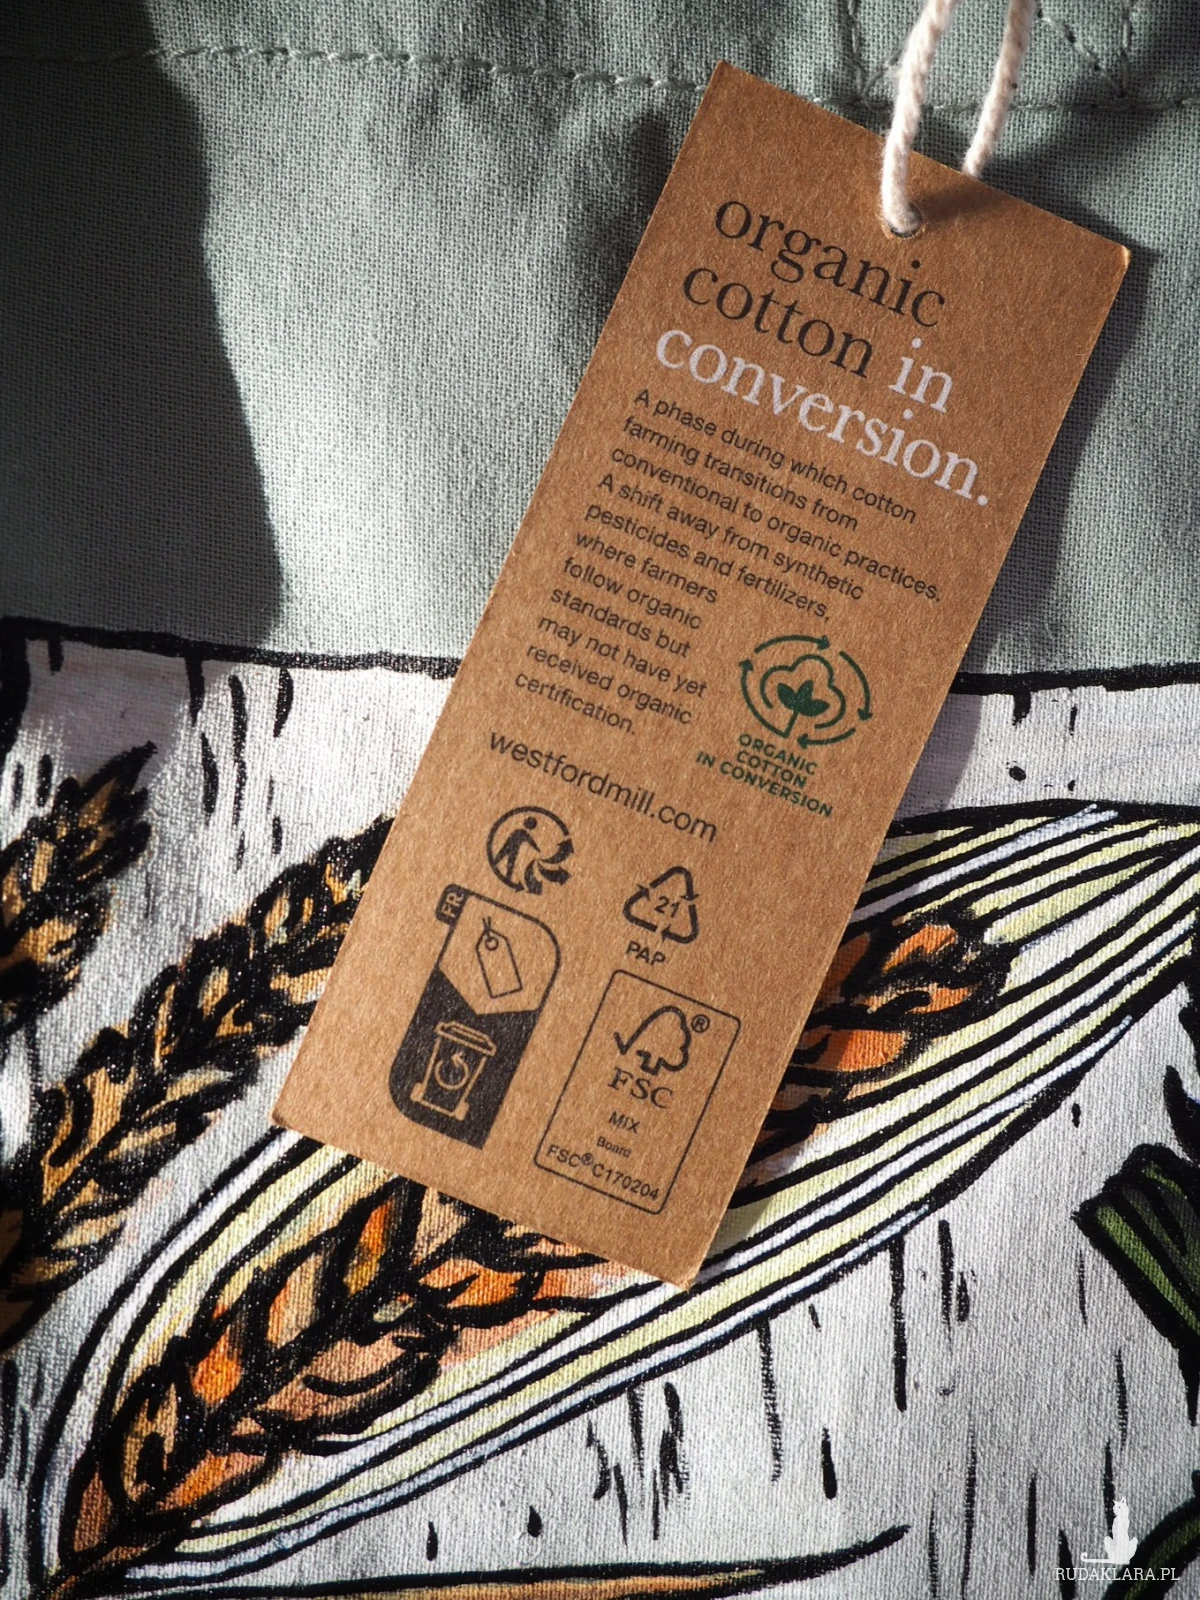 organic
cotton in
conversion.
A phase during which cotton
farming transitions from
conventional to organic practices.
A shift away from synthetic
pesticides and fertilizers,
where farmers
follow organic
standards but
may not have yet
received organic
certification.
ORGANIC
COTTON
IN CONVERSION
westfordmill.com
FR
21
PAP
FSC®
MIX
Board
FSC® C170204
RUDAKLARA.PL